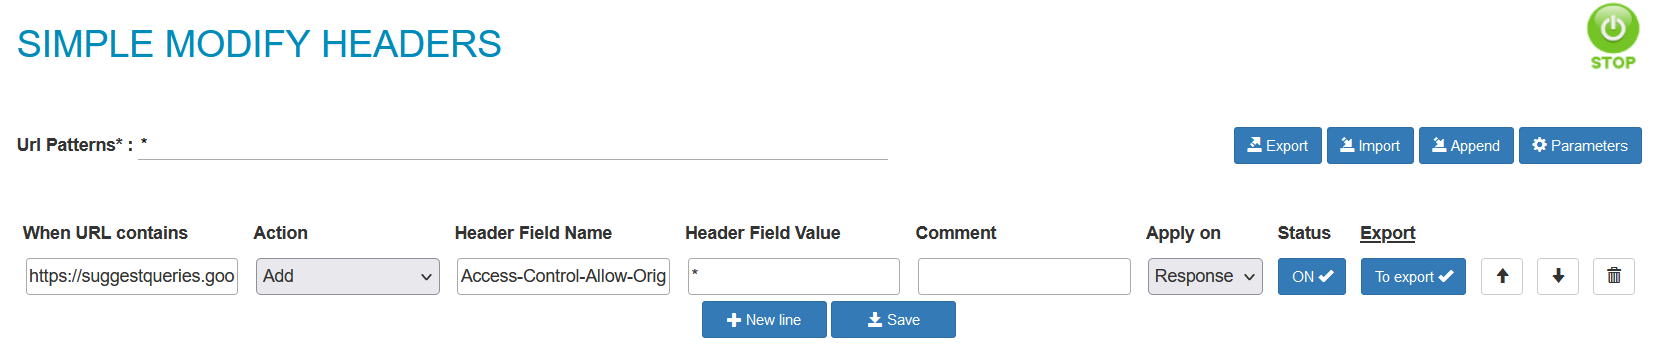 SIMPLE MODIFY HEADERS
STOP
Url Patterns* : *
Export Import Append Parameters
When URL contains Action Header Field Name Header Field Value Comment Apply on Status Export
https://suggestqueries.goo Add Access-Control-Allow-Orig * Response ON To export
New line Save